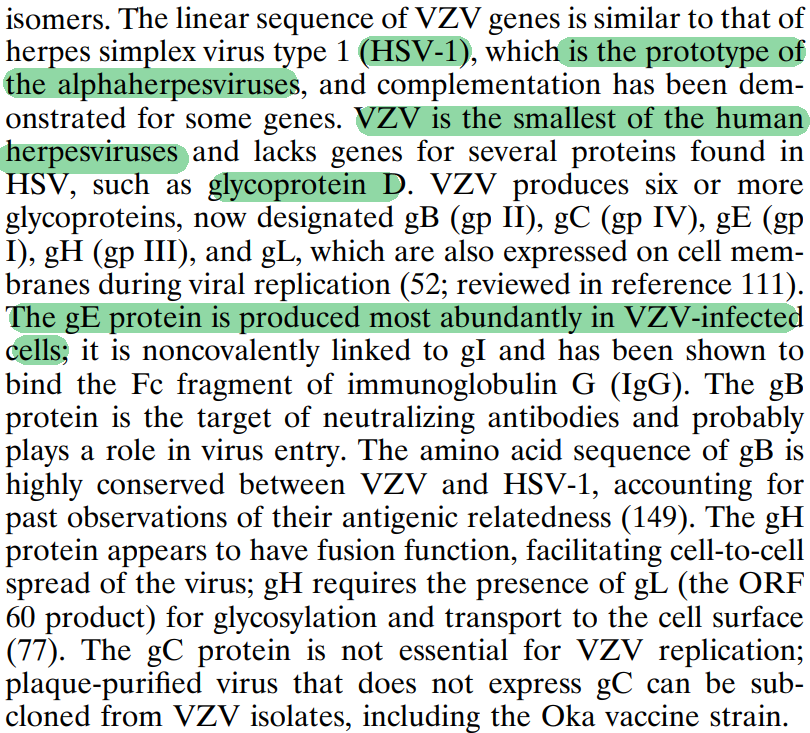 isomers. The linear sequence of VZV genes is similar to that of
herpes simplex virus type 1 (HSV-1), which is the prototype of
the alphaherpesviruses, and complementation has been dem-
onstrated for some genes. VZV is the smallest of the human
herpesviruses and lacks genes for several proteins found in
HSV, such as glycoprotein D. VZV produces six or more
glycoproteins, now designated gB (gp II), gC (gp IV), gE (gp
I), gH (gp III), and gL, which are also expressed on cell mem-
branes during viral replication (52; reviewed in reference 111).
The gE protein is produced most abundantly in VZV-infected
cells; it is noncovalently linked to gI and has been shown to
bind the Fc fragment of immunoglobulin G (IgG). The gB
protein is the target of neutralizing antibodies and probably
plays a role in virus entry. The amino acid sequence of gB is
highly conserved between VZV and HSV-1, accounting for
past observations of their antigenic relatedness (149). The gH
protein appears to have fusion function, facilitating cell-to-cell
spread of the virus; gH requires the presence of gL (the ORF
60 product) for glycosylation and transport to the cell surface
(77). The gC protein is not essential for VZV replication;
plaque-purified virus that does not express gC can be sub-
cloned from VZV isolates, including the Oka vaccine strain.